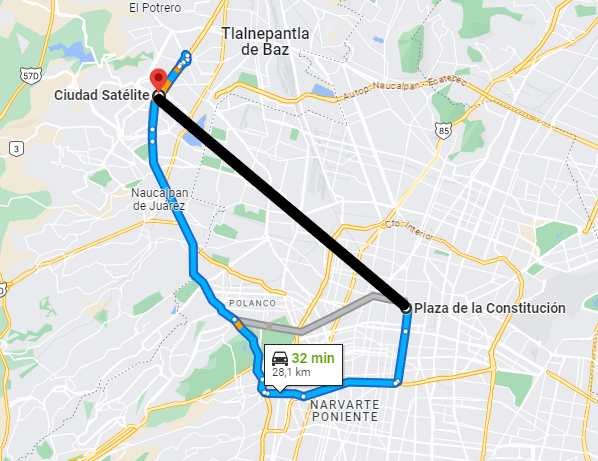 El Potrero
Tlalnepantla
de Baz
57D
Ciudad Satélite
Autop Naucalpan - Ecatepec
85
3
Naucalpan
de Juárez
Cto. Interior
POLANCO
Plaza de la Constitución
32 min
28,1 km
NARVARTE
PONIENTE